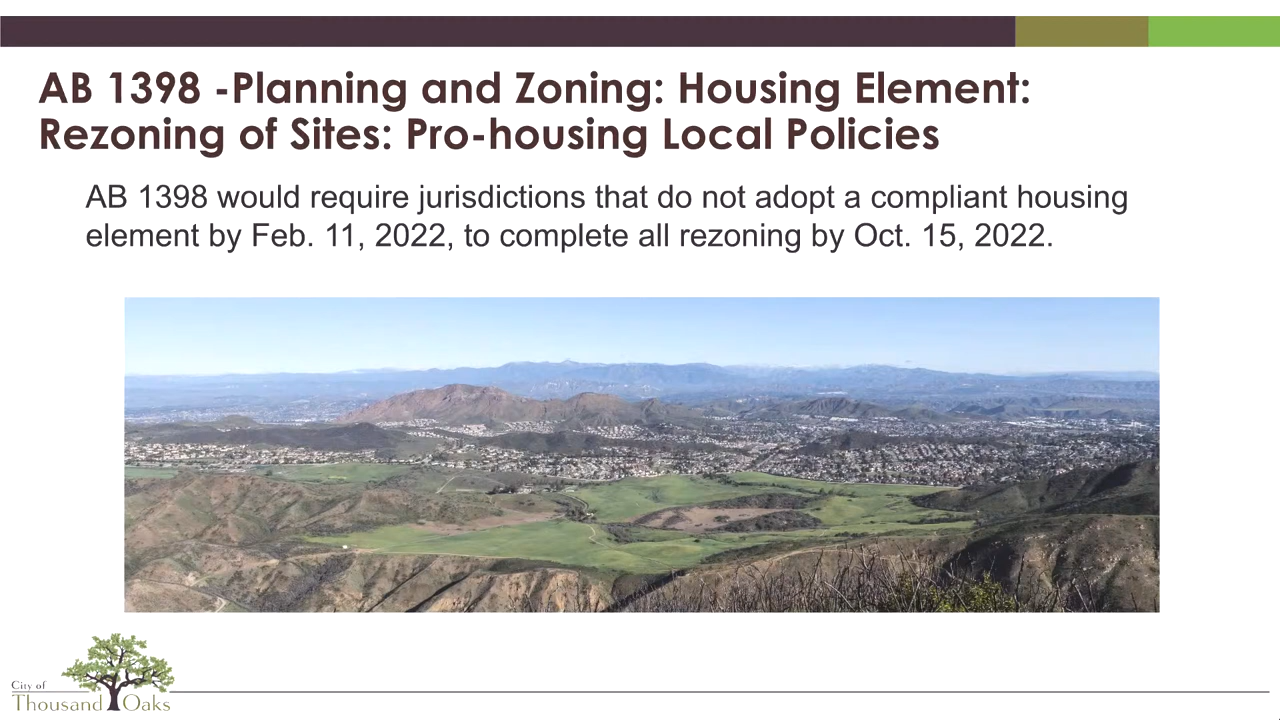 AB 1398 -Planning and Zoning: Housing Element:
Rezoning of Sites: Pro-housing Local Policies
AB 1398 would require jurisdictions that do not adopt a compliant housing
element by Feb. 11, 2022, to complete all rezoning by Oct. 15, 2022.
City of
Thousand Oaks